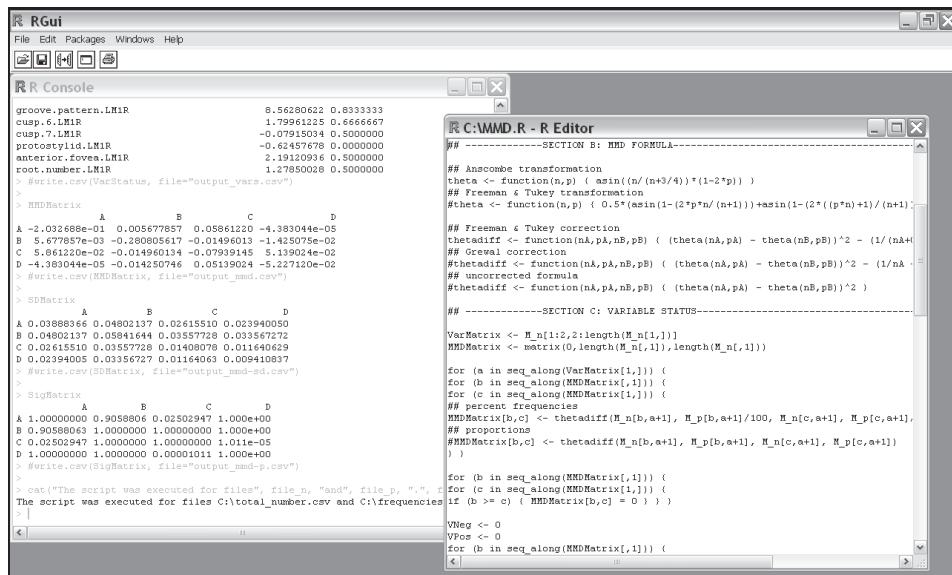 RGui
File Edit Packages Windows Help
R Console
groove.pattern.LM1R 8.56280622 0.8333333
cusp.6.LM1R 1.79961225 0.6666667
cusp.7.LM1R -0.07915034 0.5000000
protostylid.LM1R -0.62457678 0.0000000
anterior.fovea.LM1R 2.19120936 0.5000000
root.number.LM1R 1.27850028 0.5000000
> #write.csv(VarStatus, file="output_vars.csv")
>
> MMDMatrix
A B C D
A -2.032688e-01 0.005677857 0.05861220 -4.383044e-05
B 5.677857e-03 -0.280805617 -0.01496013 -1.425075e-02
C 5.861220e-02 -0.014960134 -0.07939145 5.139024e-02
D -4.383044e-05 -0.014250746 0.05139024 -5.227120e-02
> #write.csv(MMDMatrix, file="output_mmd.csv")
>
> SDMatrix
A B C D
A 0.03888366 0.04802137 0.02615510 0.023940050
B 0.04802137 0.05841644 0.03557728 0.033567272
C 0.02615510 0.03557728 0.01408078 0.011640629
D 0.02394005 0.03356727 0.01164063 0.009410837
> #write.csv(SDMatrix, file="output_mmd-sd.csv")
>
> SigMatrix
A B C D
A 1.00000000 0.9058806 0.02502947 1.000e+00
B 0.90588063 1.0000000 1.00000000 1.000e+00
C 0.02502947 1.0000000 1.00000000 1.011e-05
D 1.00000000 1.0000000 0.00001011 1.000e+00
> #write.csv(SigMatrix, file="output_mmd-p.csv")
>
> cat("The script was executed for files", file_n, "and", file_p, ".", f
The script was executed for files C:\total_number.csv and C:\frequencies
> |
C:\MMD.R - R Editor
## -------------SECTION B: MMD FORMULA----------------------------------------
## Anscombe transformation
theta <- function(n,p) { asin((n/(n+3/4))*(1-2*p)) }
## Freeman & Tukey transformation
#theta <- function(n,p) { 0.5*(asin(1-(2*p*n/(n+1)))+asin(1-(2*((p*n)+1)/(n+1)
## Freeman & Tukey correction
thetadiff <- function(nA,pA,nB,pB) { (theta(nA,pA) - theta(nB,pB))^2 - (1/(nA+
## Grewal correction
#thetadiff <- function(nA,pA,nB,pB) { (theta(nA,pA) - theta(nB,pB))^2 - (1/nA
## uncorrected formula
#thetadiff <- function(nA,pA,nB,pB) { (theta(nA,pA) - theta(nB,pB))^2 }
## -------------SECTION C: VARIABLE STATUS------------------------------------
VarMatrix <- M_n[1:2,2:length(M_n[1,])]
MMDMatrix <- matrix(0,length(M_n[,1]),length(M_n[,1]))
for (a in seq_along(VarMatrix[1,])) {
for (b in seq_along(MMDMatrix[,1])) {
for (c in seq_along(MMDMatrix[1,])) {
## percent frequencies
MMDMatrix[b,c] <- thetadiff(M_n[b,a+1], M_p[b,a+1]/100, M_n[c,a+1], M_p[c,a+1]
## proportions
#MMDMatrix[b,c] <- thetadiff(M_n[b,a+1], M_p[b,a+1], M_n[c,a+1], M_p[c,a+1])
} }
for (b in seq_along(MMDMatrix[,1])) {
for (c in seq_along(MMDMatrix[1,])) {
if (b >= c) { MMDMatrix[b,c] = 0 } } }
VNeg <- 0
VPos <- 0
for (b in seq_along(MMDMatrix[,1])) {